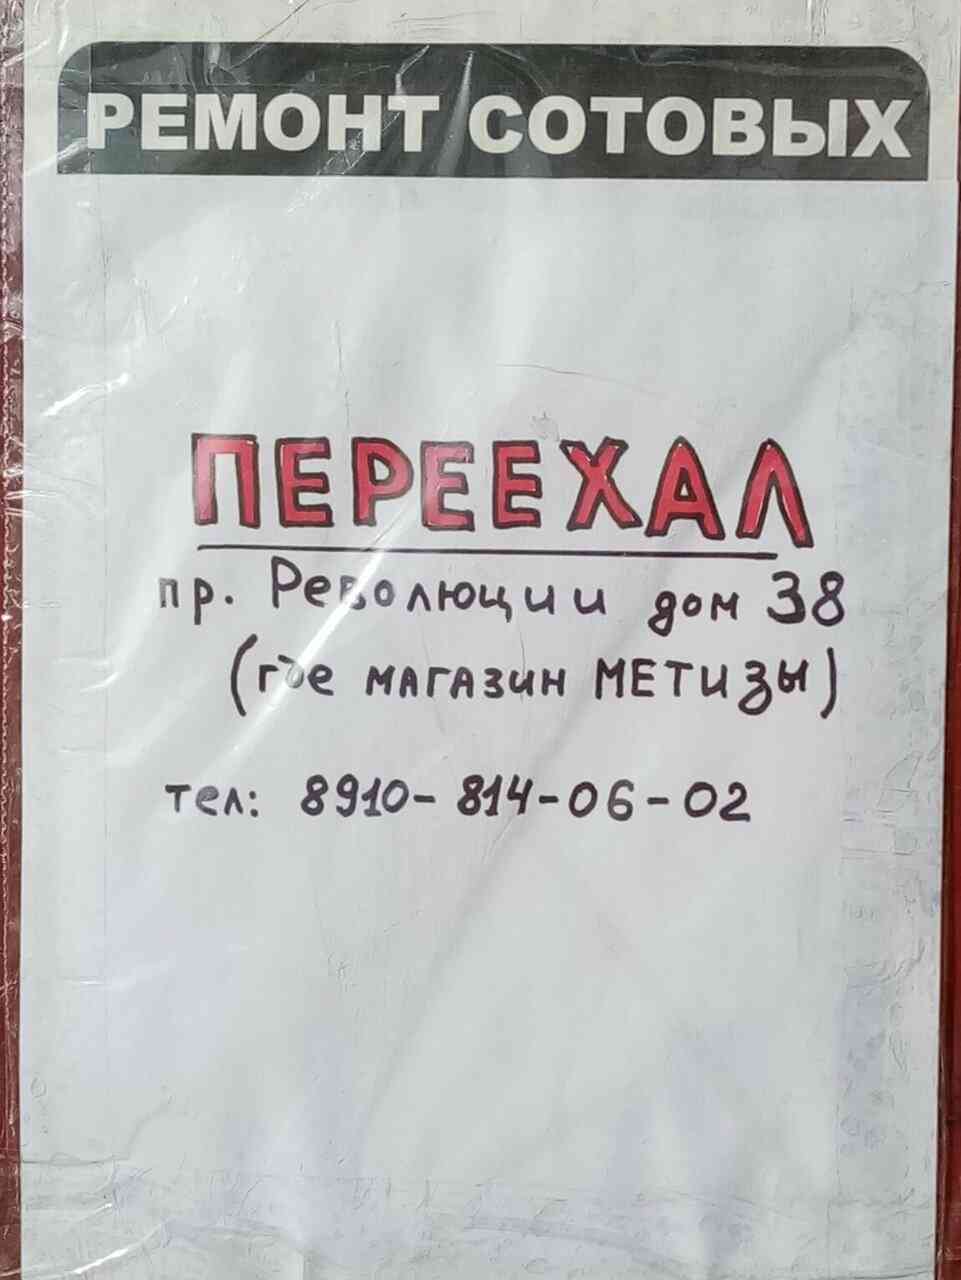 РЕМОНТ СОТОВЫХ
ПЕРЕЕХАЛ
пр. Революции дом 38
(где магазин МЕТИЗЫ)
тел: 8910-814-06-02